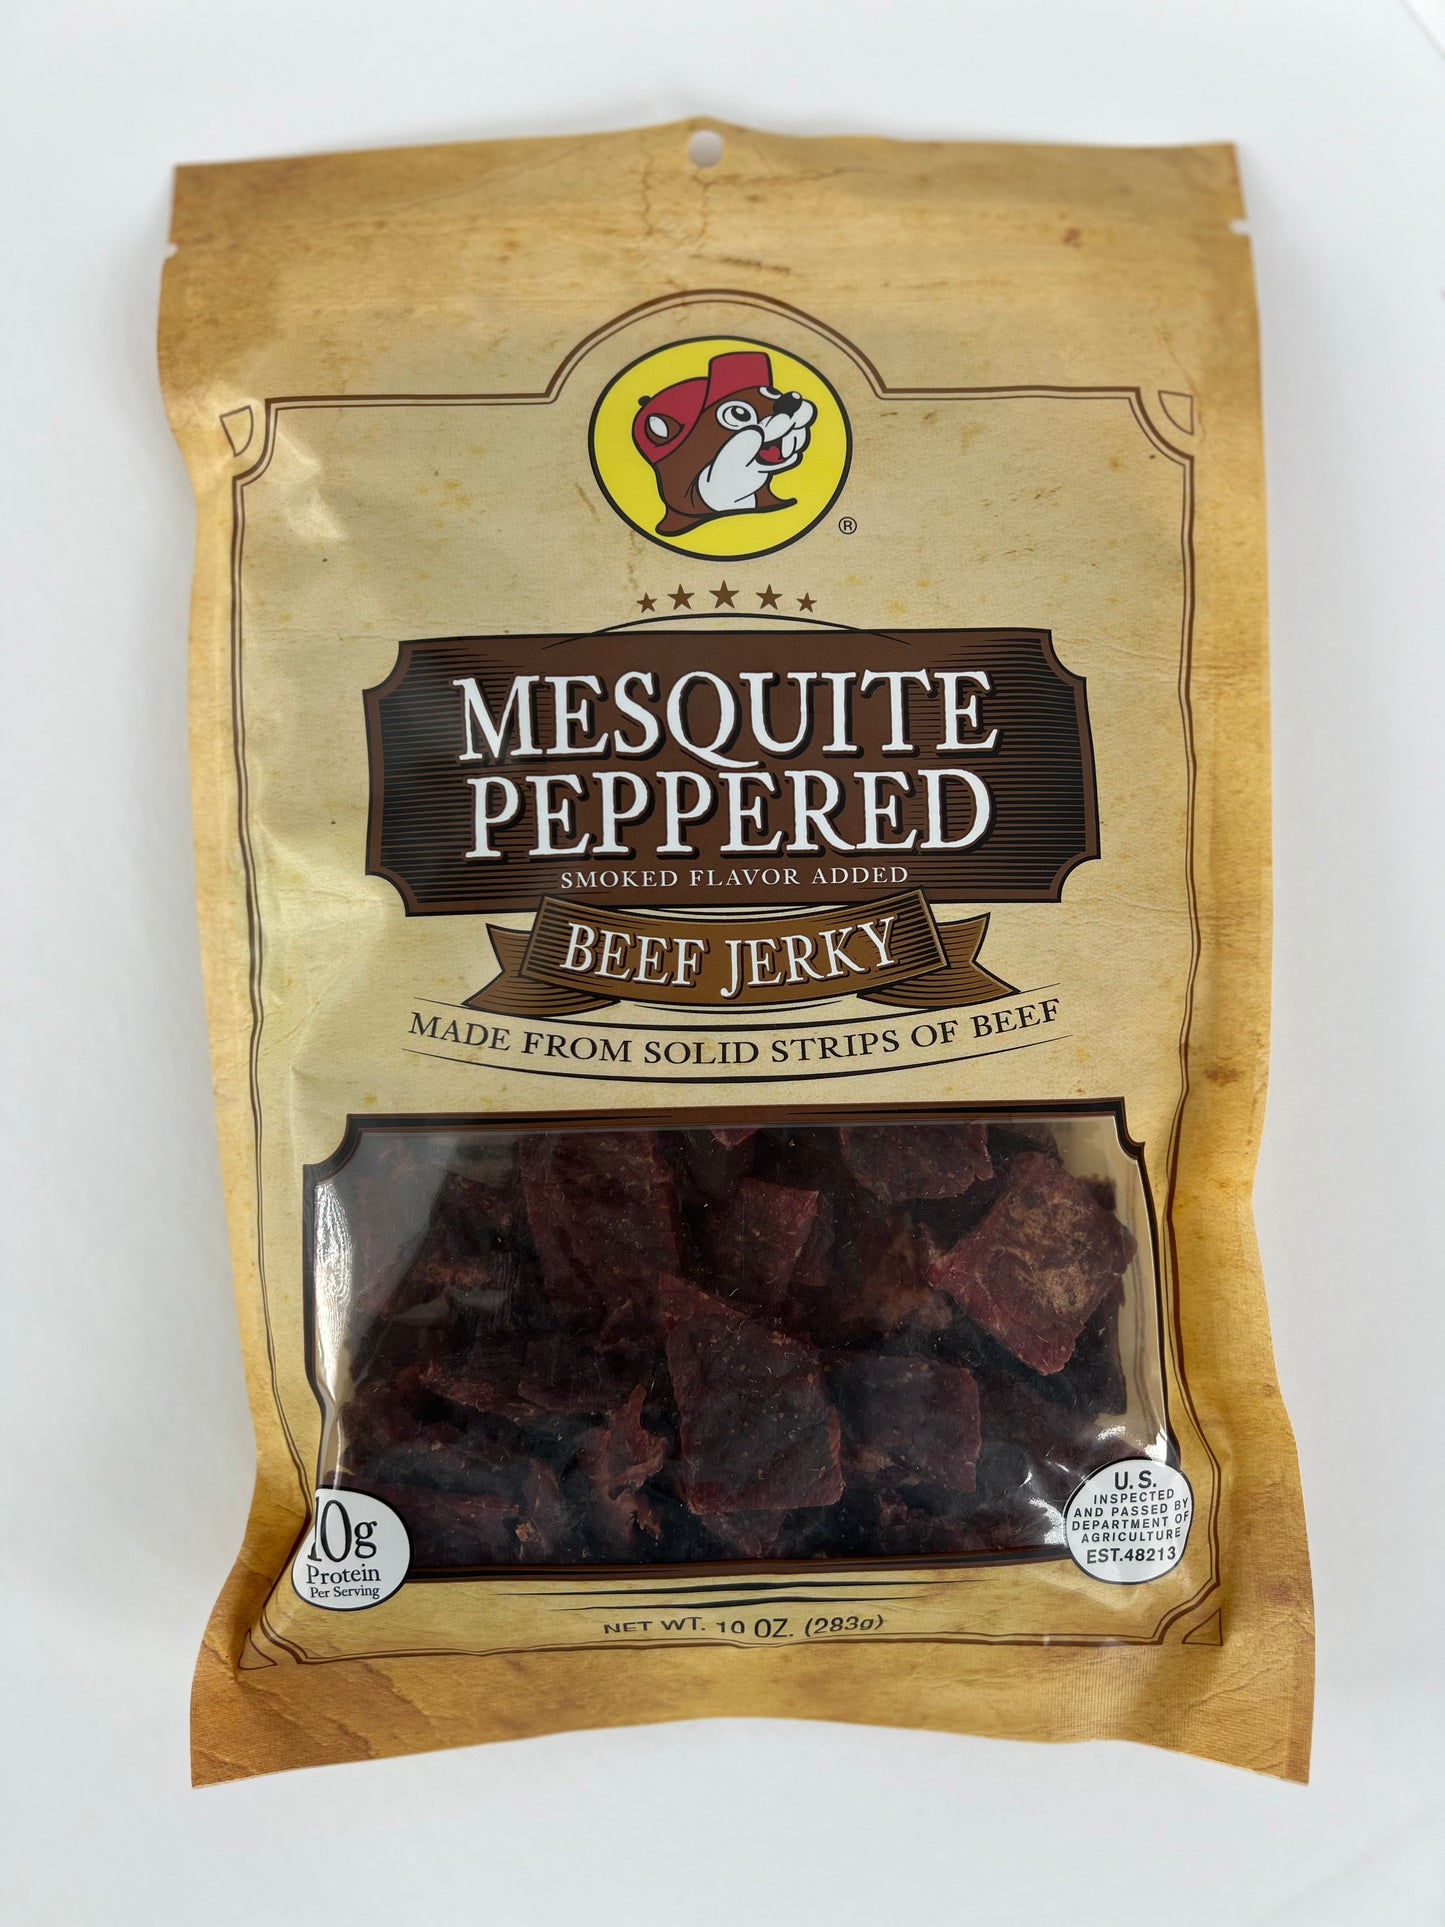 ®
MESQUITE
PEPPERED
SMOKED FLAVOR ADDED
BEEF JERKY
MADE FROM SOLID STRIPS OF BEEF
10g
Protein
Per Serving
U.S.
INSPECTED
AND PASSED BY
DEPARTMENT OF
AGRICULTURE
EST.48213
NET WT. 10 OZ. (283g)